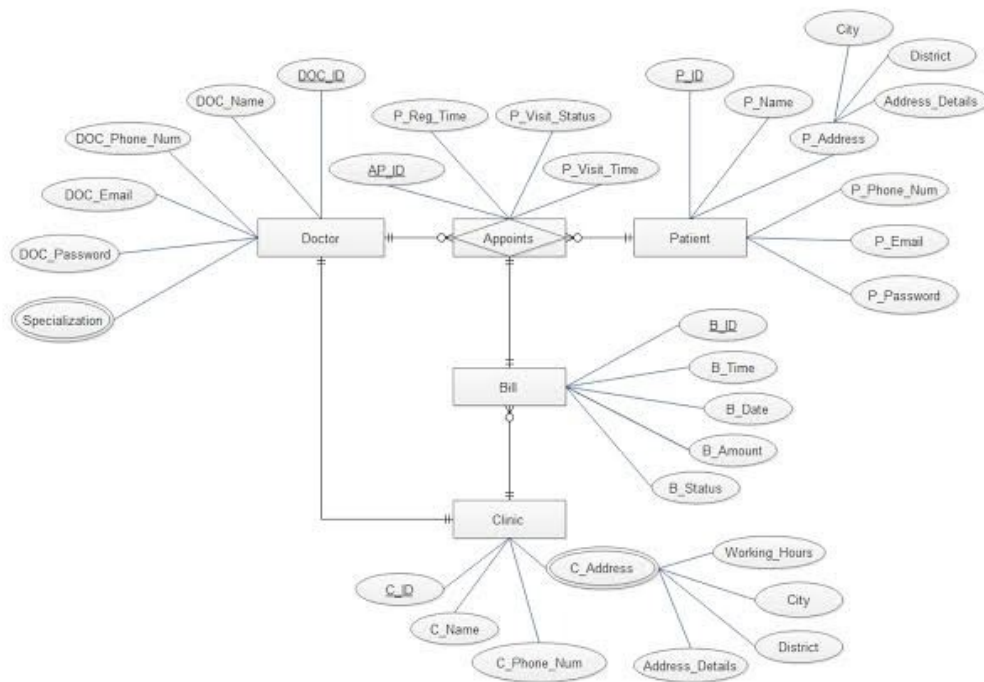 City
DOC_ID
P_ID
District
DOC_Name
P_Name
Address_Details
P_Reg_Time
P_Visit_Status
DOC_Phone_Num
P_Address
AP_ID
P_Visit_Time
DOC_Email
P_Phone_Num
Doctor
Appoints
Patient
P_Email
DOC_Password
P_Password
Specialization
B_ID
B_Time
Bill
B_Date
B_Amount
B_Status
Clinic
Working_Hours
C_Address
C_ID
City
C_Name
District
C_Phone_Num
Address_Details